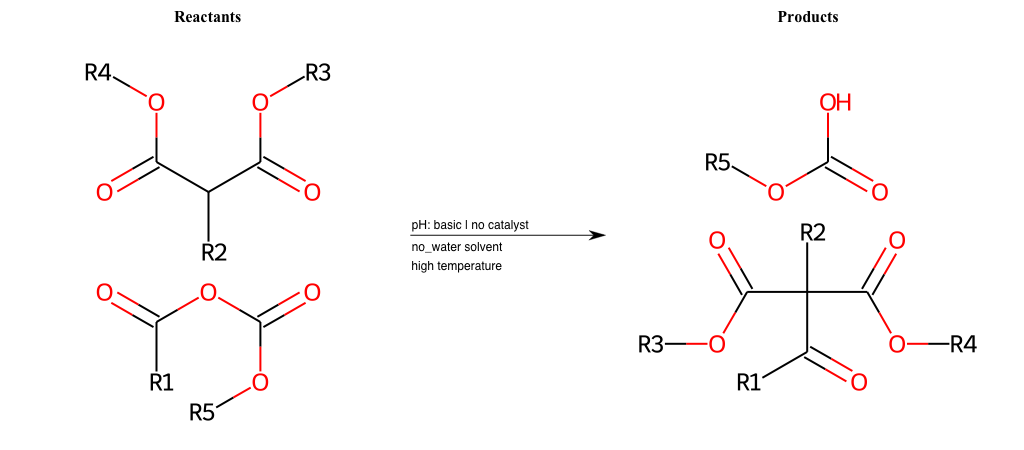 Reactants
Products
R4
R3
O
O
O
O
R2
O
O
O
R1
O
R5
pH: basic | no catalyst
no_water solvent
high temperature
OH
R5
O
O
R2
O
O
R3
O
O
R4
R1
O